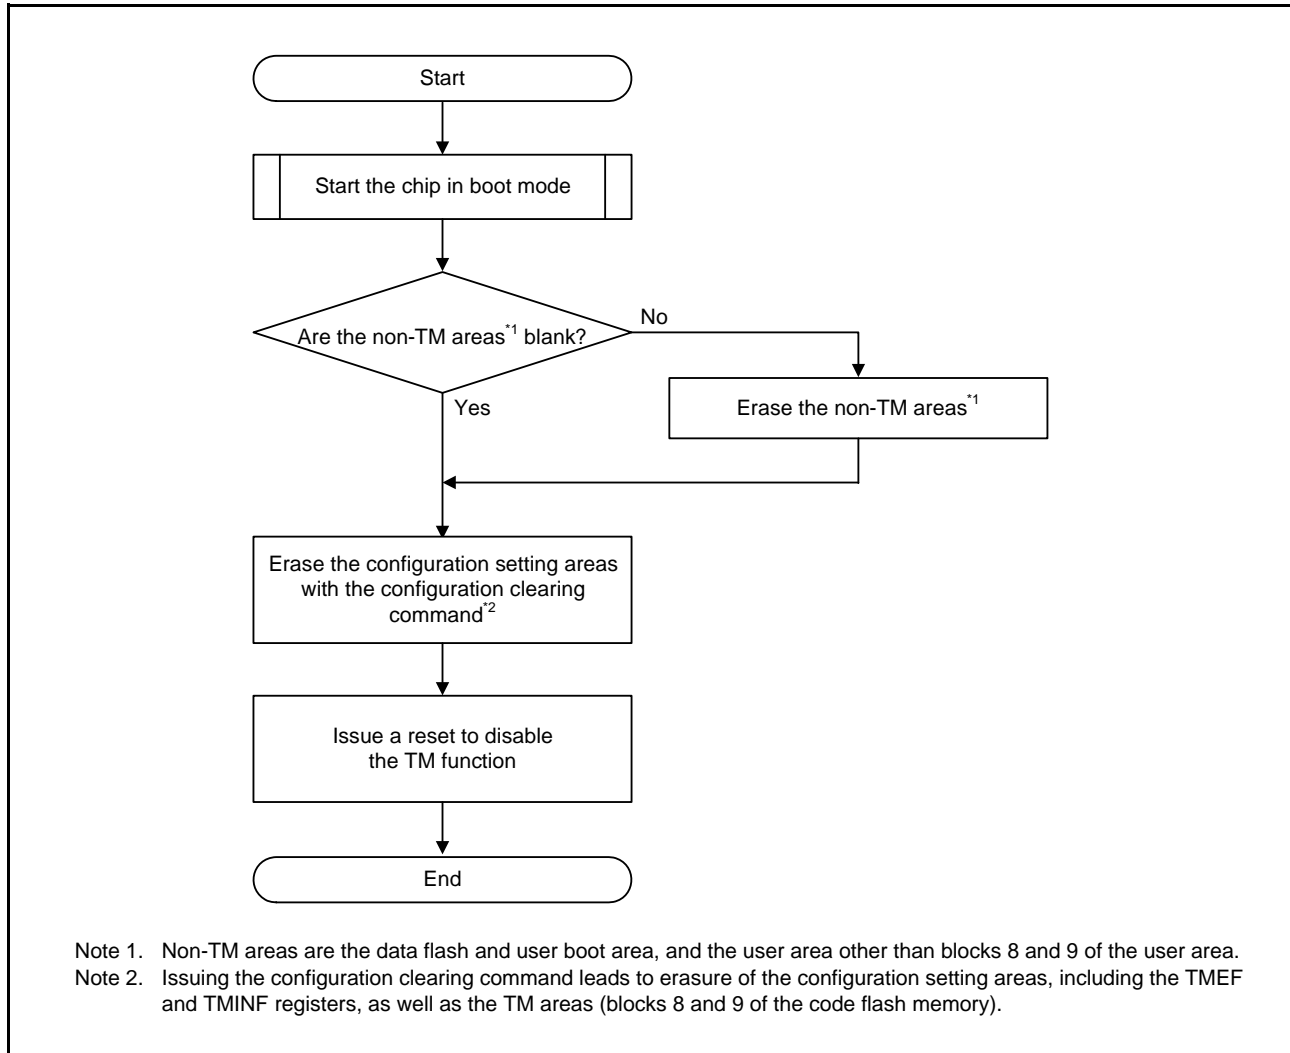 Start
Start the chip in boot mode
Are the non-TM areas*1 blank?
No
Yes
Erase the non-TM areas*1
Erase the configuration setting areas
with the configuration clearing
command*2
Issue a reset to disable
the TM function
End
Note 1. Non-TM areas are the data flash and user boot area, and the user area other than blocks 8 and 9 of the user area.
Note 2. Issuing the configuration clearing command leads to erasure of the configuration setting areas, including the TMEF
and TMINF registers, as well as the TM areas (blocks 8 and 9 of the code flash memory).